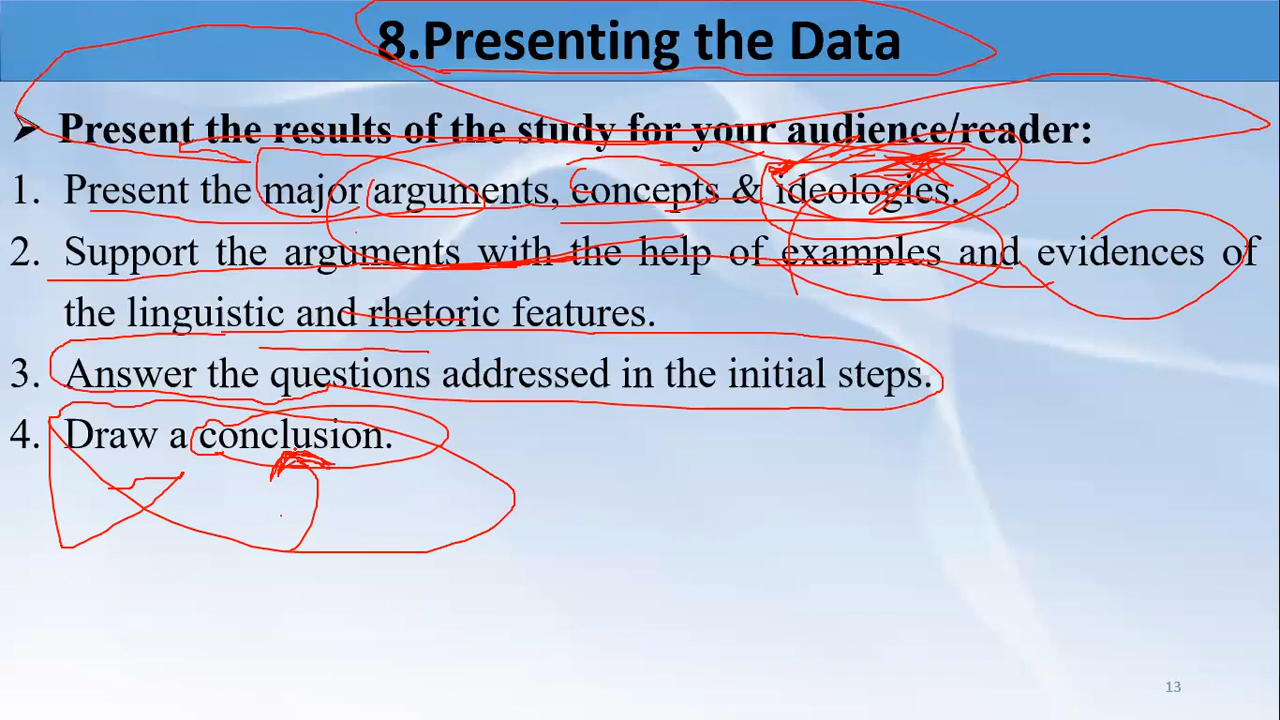 8.Presenting the Data
➤ Present the results of the study for your audience/reader:
1. Present the major arguments, concepts & ideologies.
2. Support the arguments with the help of examples and evidences of
the linguistic and rhetoric features.
3. Answer the questions addressed in the initial steps.
4. Draw a conclusion.
13